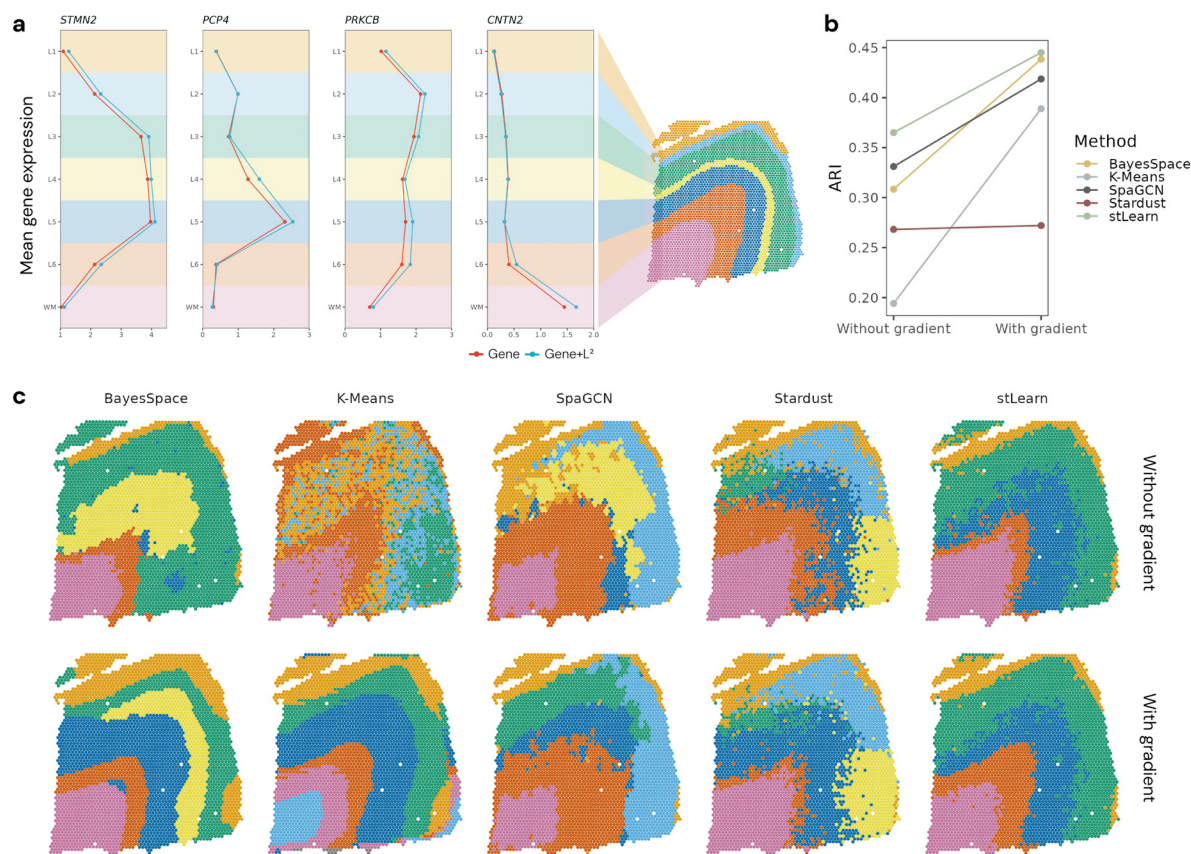 a
STMN2
PCP4
PRKCB
CNTN2
Mean gene expression
L1
L2
L3
L4
L5
L6
WM
1 2 3 4
0 1 2 3
0 1 2 3
0.0 0.5 1.0 1.5 2.0
Gene Gene+L²
b
ARI
0.45
0.40
0.35
0.30
0.25
0.20
Without gradient With gradient
Method
BayesSpace
K-Means
SpaGCN
Stardust
stLearn
c
BayesSpace K-Means SpaGCN Stardust stLearn
Without gradient
With gradient